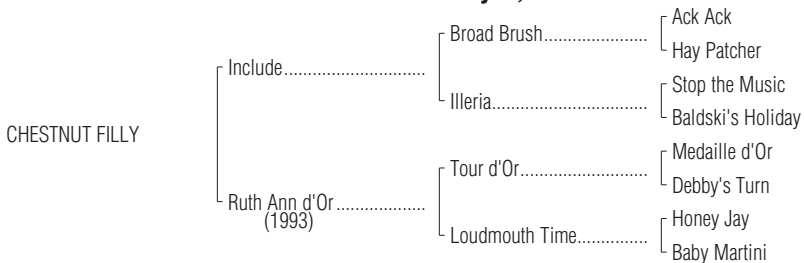 Ack Ack
Broad Brush......................
Hay Patcher
Include.............................
Stop the Music
Illeria.................................
Baldski's Holiday
CHESTNUT FILLY
Medaille d'Or
Tour d'Or...........................
Debby's Turn
Ruth Ann d'Or...................
(1993)
Honey Jay
Loudmouth Time...............
Baby Martini